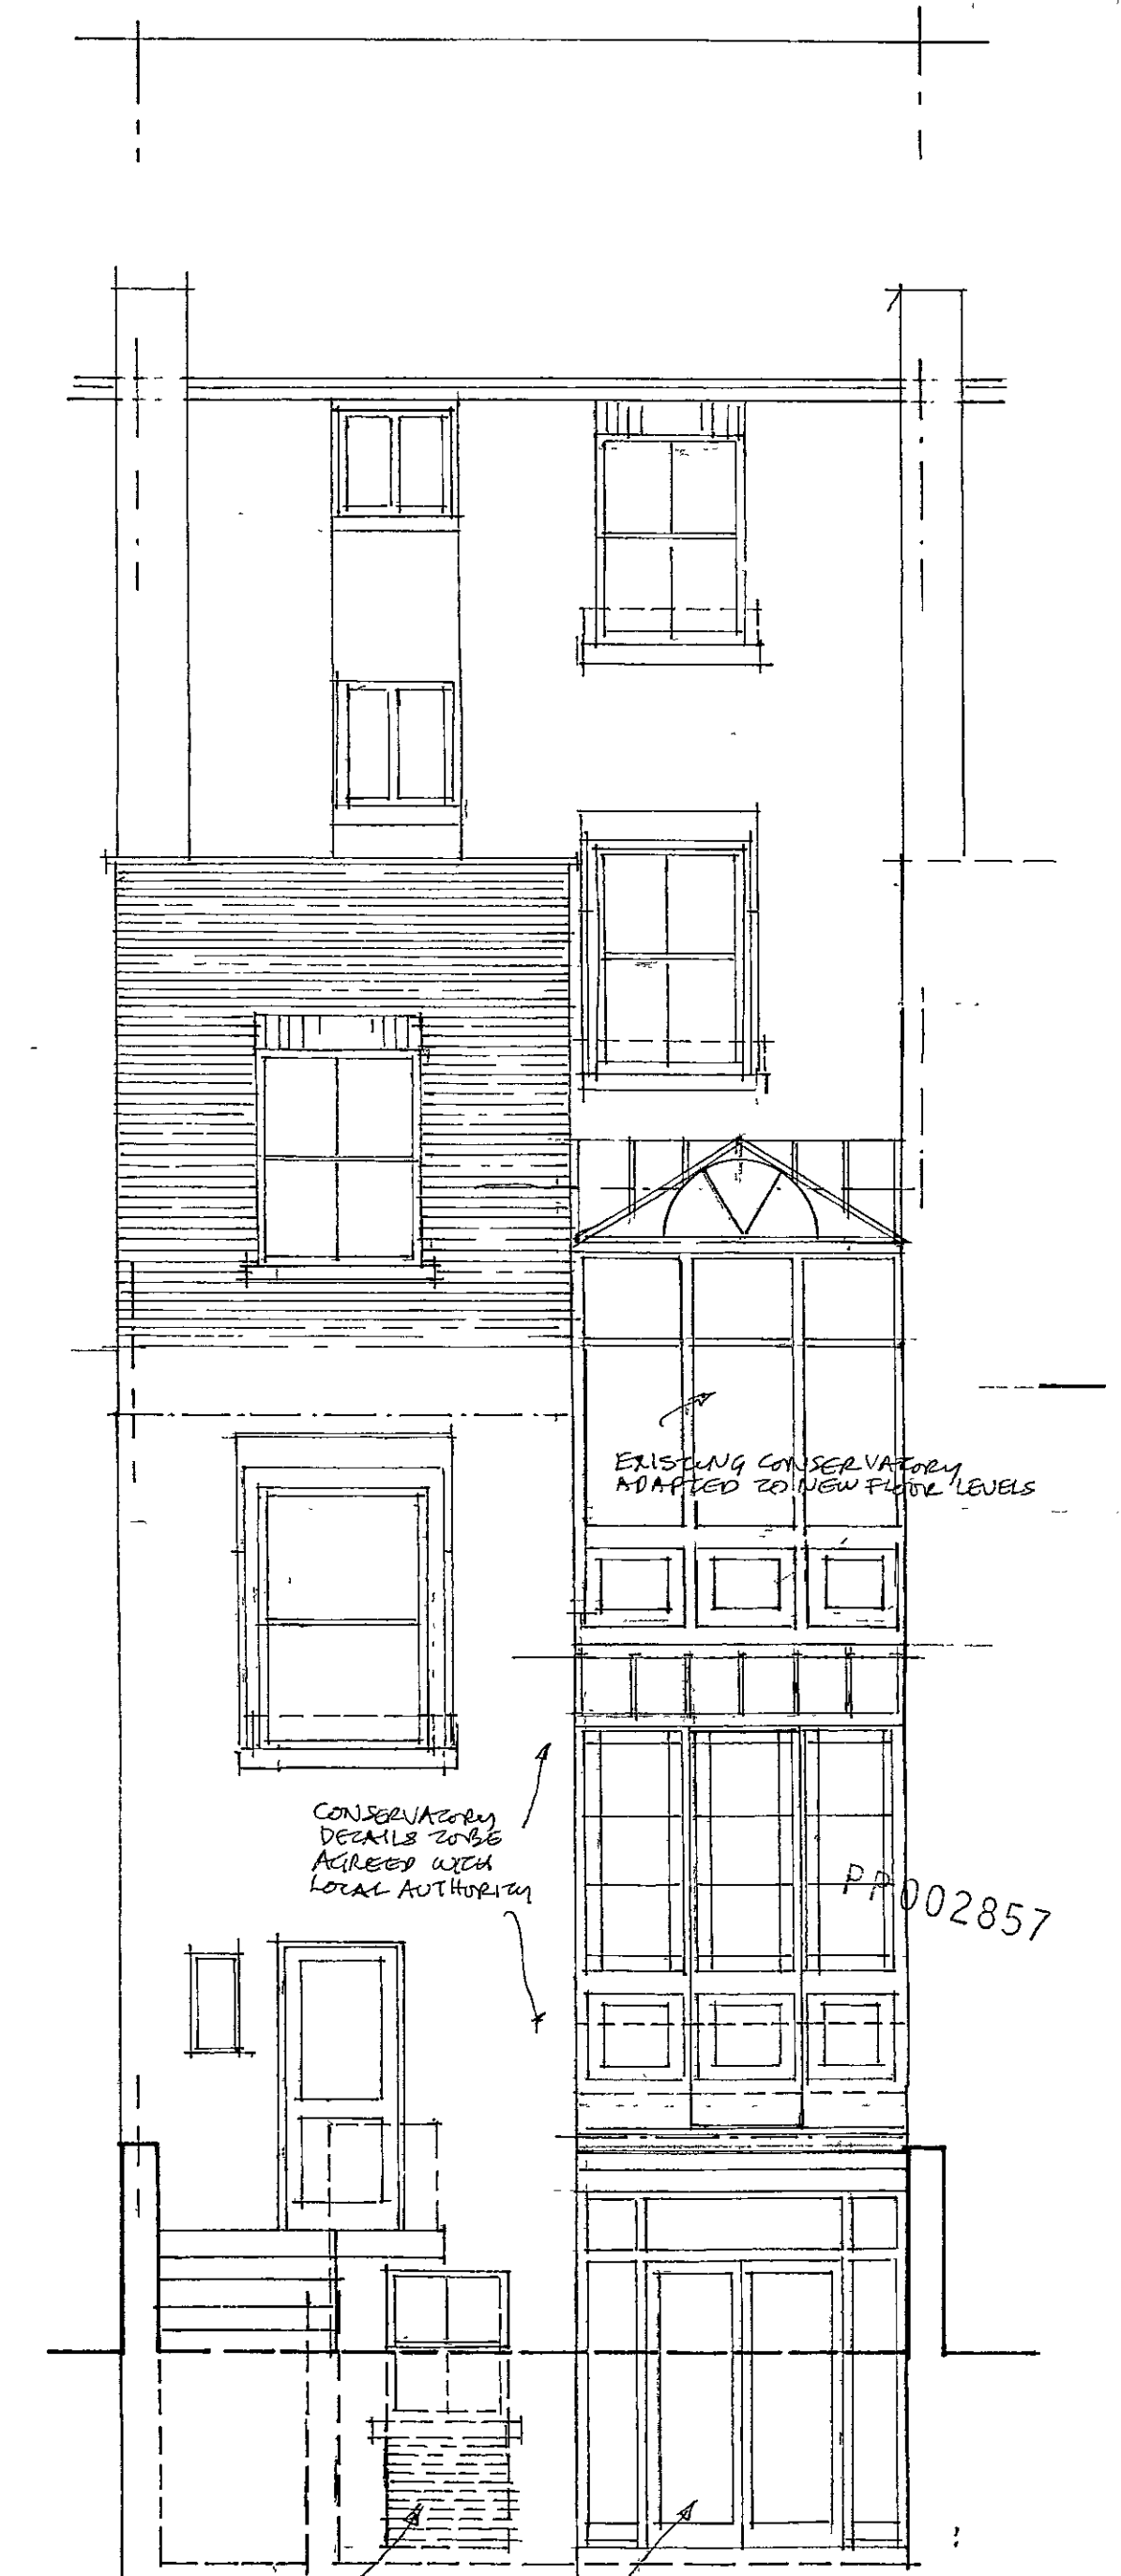 EXISTING CONSERVATORY
ADAPTED TO NEW FLOOR LEVELS
CONSERVATORY
DETAILS TO BE
AGREED WITH
LOCAL AUTHORITY
PP002857